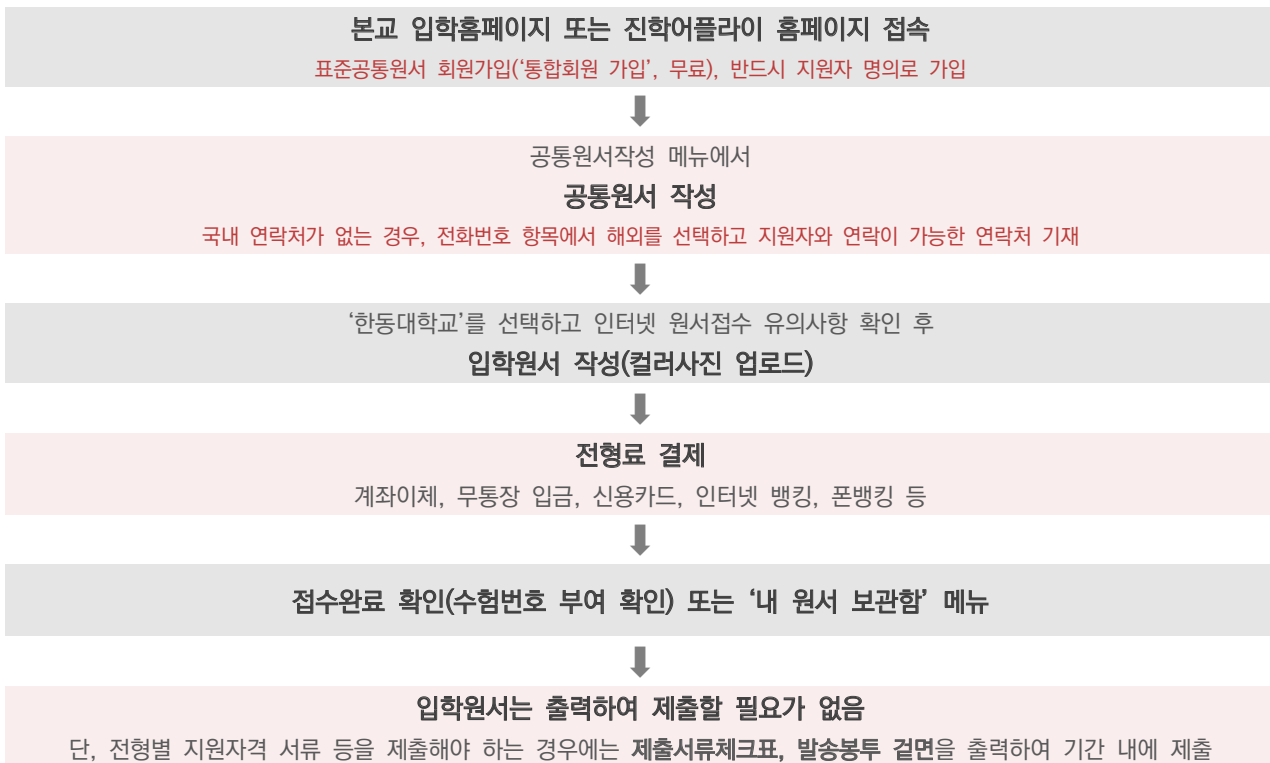 본교 입학홈페이지 또는 진학어플라이 홈페이지 접속
표준공통원서 회원가입(‘통합회원 가입’, 무료), 반드시 지원자 명의로 가입
공통원서작성 메뉴에서
공통원서 작성
국내 연락처가 없는 경우, 전화번호 항목에서 해외를 선택하고 지원자와 연락이 가능한 연락처 기재
‘한동대학교’를 선택하고 인터넷 원서접수 유의사항 확인 후
입학원서 작성(컬러사진 업로드)
전형료 결제
계좌이체, 무통장 입금, 신용카드, 인터넷 뱅킹, 폰뱅킹 등
접수완료 확인(수험번호 부여 확인) 또는 ‘내 원서 보관함’ 메뉴
입학원서는 출력하여 제출할 필요가 없음
단, 전형별 지원자격 서류 등을 제출해야 하는 경우에는 제출서류체크표, 발송봉투 겉면을 출력하여 기간 내에 제출